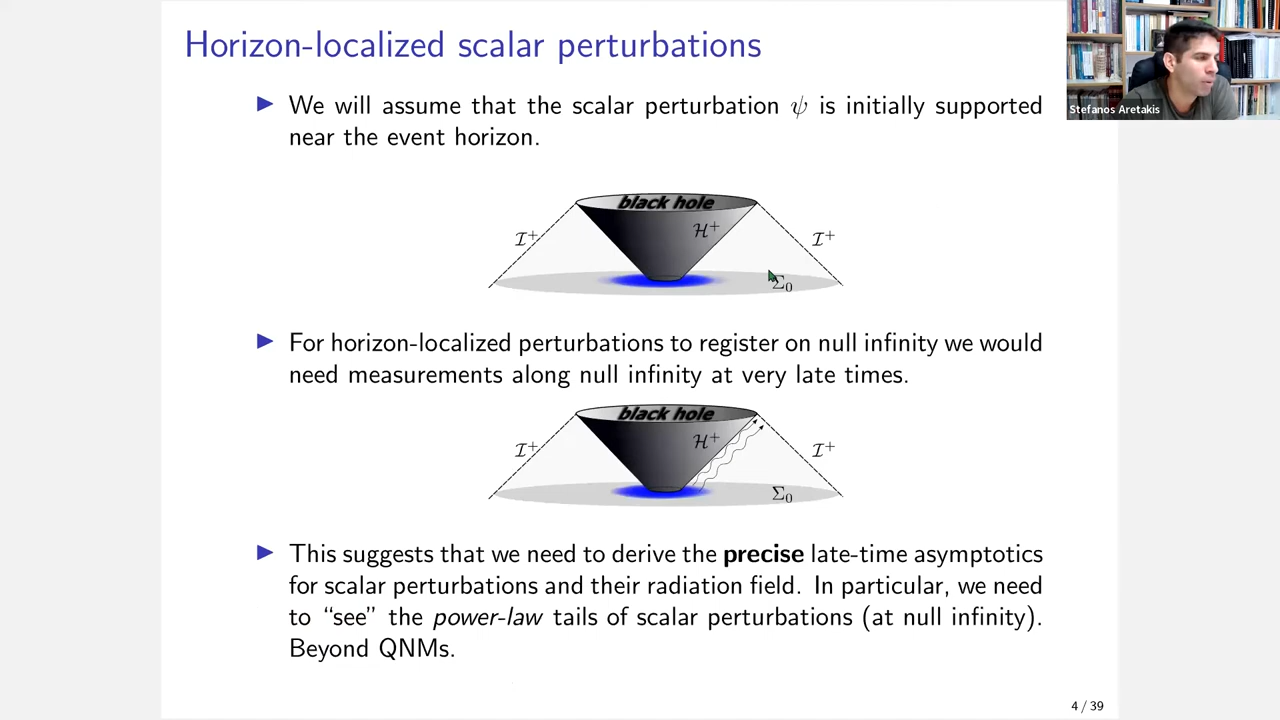 Horizon-localized scalar perturbations
▶ We will assume that the scalar perturbation ψ is initially supported
near the event horizon.
black hole
ℋ⁺
ℐ⁺
ℐ⁺
Σ₀
▶ For horizon-localized perturbations to register on null infinity we would
need measurements along null infinity at very late times.
black hole
ℋ⁺
ℐ⁺
ℐ⁺
Σ₀
▶ This suggests that we need to derive the precise late-time asymptotics
for scalar perturbations and their radiation field. In particular, we need
to “see” the power-law tails of scalar perturbations (at null infinity).
Beyond QNMs.
4 / 39
Stefanos Aretakis